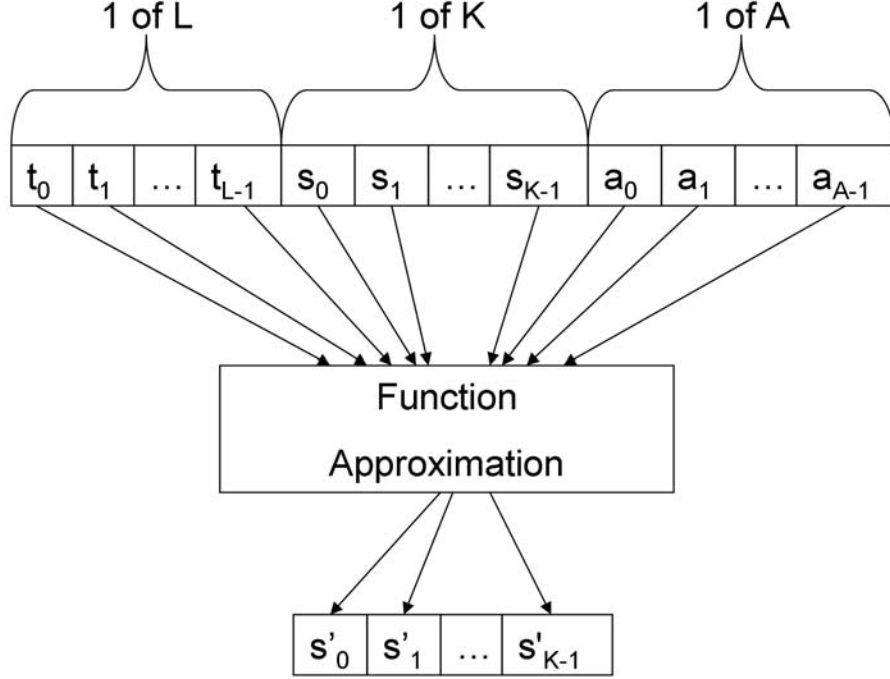 1 of L 1 of K 1 of A
t0 t1 ... tL-1 s0 s1 ... sK-1 a0 a1 ... aA-1
Function
Approximation
s’0 s’1 ... s'K-1